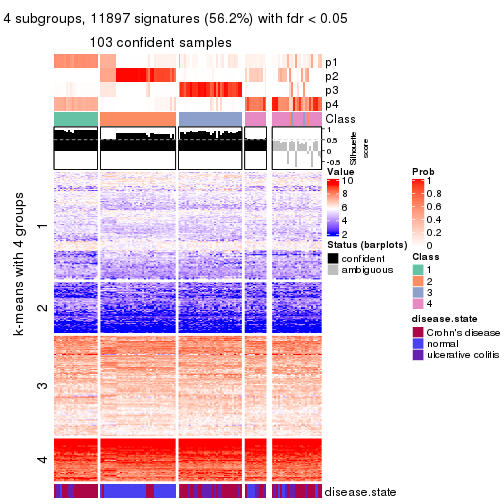 4 subgroups, 11897 signatures (56.2%) with fdr < 0.05
103 confident samples
p1
p2
p3
p4
Class
1
0.5
0
-0.5
Silhouette
score
k-means with 4 groups
1
2
3
4
disease.state
Value
10
8
6
4
2
Status (barplots)
confident
ambiguous
Prob
1
0.8
0.6
0.4
0.2
0
Class
1
2
3
4
disease.state
Crohn's disease
normal
ulcerative colitis